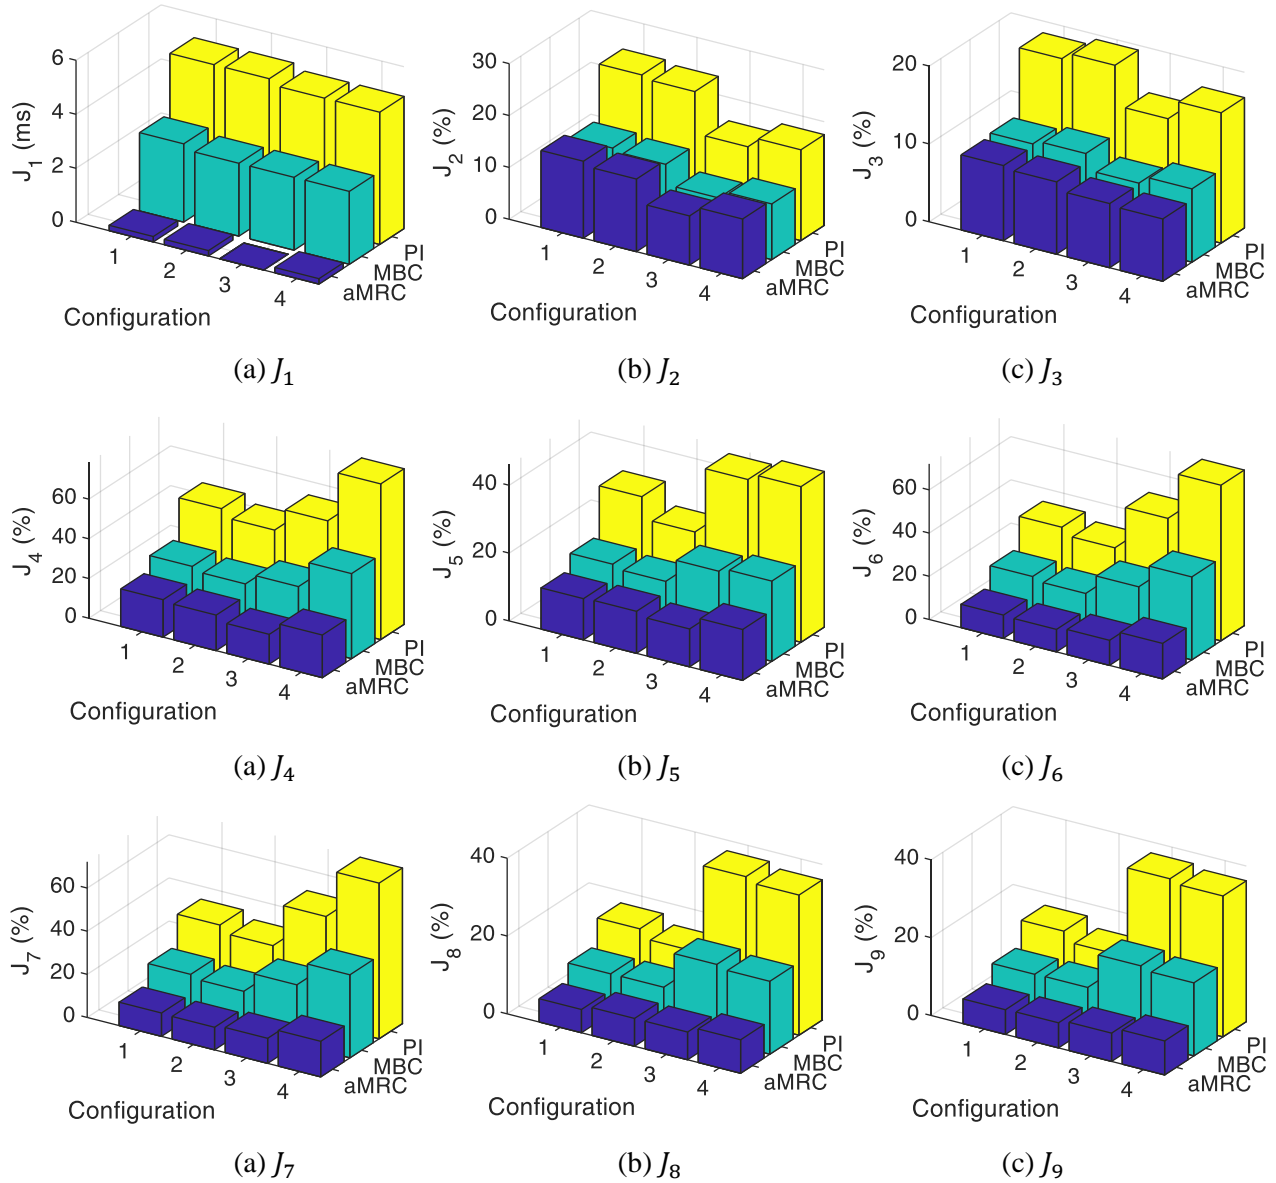 6
4
2
0
J1 (ms)
1
2
3
4
PI
MBC
aMRC
Configuration
(a) J1
30
20
10
0
J2 (%)
1
2
3
4
PI
MBC
aMRC
Configuration
(b) J2
20
10
0
J3 (%)
1
2
3
4
PI
MBC
aMRC
Configuration
(c) J3
60
40
20
0
J4 (%)
1
2
3
4
PI
MBC
aMRC
Configuration
(a) J4
40
20
0
J5 (%)
1
2
3
4
PI
MBC
aMRC
Configuration
(b) J5
60
40
20
0
J6 (%)
1
2
3
4
PI
MBC
aMRC
Configuration
(c) J6
60
40
20
0
J7 (%)
1
2
3
4
PI
MBC
aMRC
Configuration
(a) J7
40
20
0
J8 (%)
1
2
3
4
PI
MBC
aMRC
Configuration
(b) J8
40
20
0
J9 (%)
1
2
3
4
PI
MBC
aMRC
Configuration
(c) J9